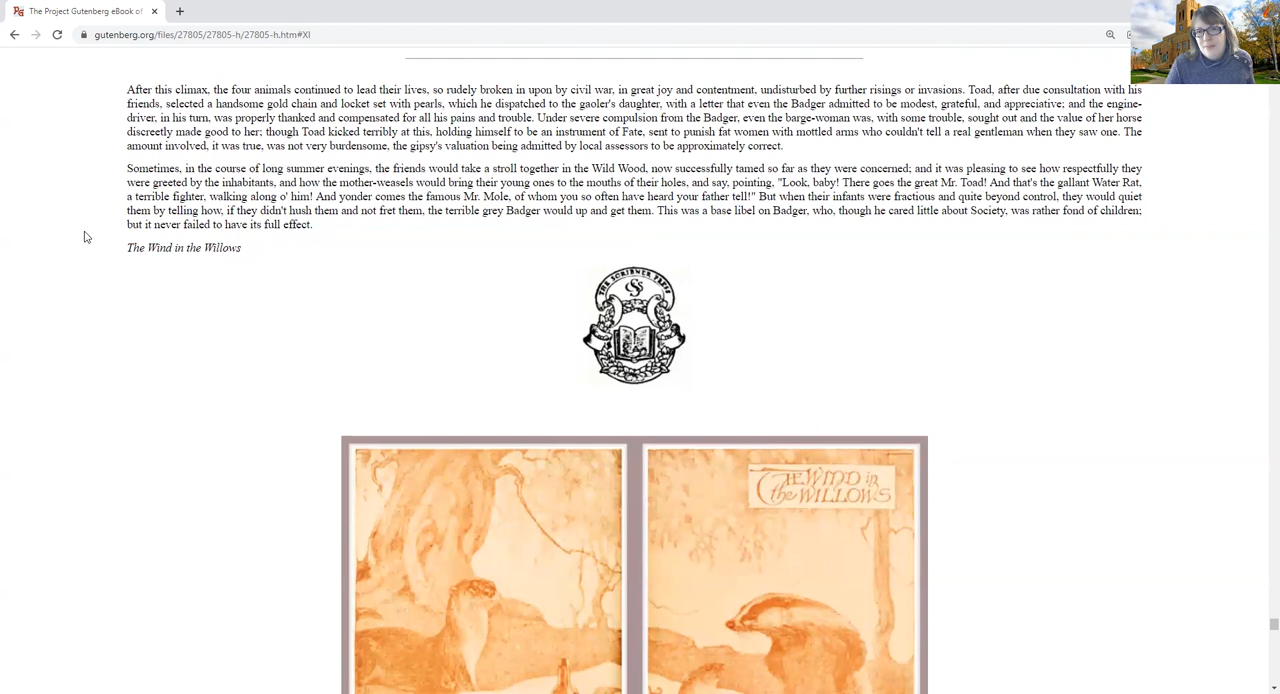 The Project Gutenberg eBook of
gutenberg.org/files/27805/27805-h/27805-h.htm#XI
After this climax, the four animals continued to lead their lives, so rudely broken in upon by civil war, in great joy and contentment, undisturbed by further risings or invasions. Toad, after due consultation with his
friends, selected a handsome gold chain and locket set with pearls, which he dispatched to the gaoler's daughter, with a letter that even the Badger admitted to be modest, grateful, and appreciative; and the engine-
driver, in his turn, was properly thanked and compensated for all his pains and trouble. Under severe compulsion from the Badger, even the barge-woman was, with some trouble, sought out and the value of her horse
discreetly made good to her; though Toad kicked terribly at this, holding himself to be an instrument of Fate, sent to punish fat women with mottled arms who couldn't tell a real gentleman when they saw one. The
amount involved, it was true, was not very burdensome, the gipsy's valuation being admitted by local assessors to be approximately correct.
Sometimes, in the course of long summer evenings, the friends would take a stroll together in the Wild Wood, now successfully tamed so far as they were concerned; and it was pleasing to see how respectfully they
were greeted by the inhabitants, and how the mother-weasels would bring their young ones to the mouths of their holes, and say, pointing, "Look, baby! There goes the great Mr. Toad! And that's the gallant Water Rat,
a terrible fighter, walking along o' him! And yonder comes the famous Mr. Mole, of whom you so often have heard your father tell!" But when their infants were fractious and quite beyond control, they would quiet
them by telling how, if they didn't hush them and not fret them, the terrible grey Badger would up and get them. This was a base libel on Badger, who, though he cared little about Society, was rather fond of children;
but it never failed to have its full effect.
The Wind in the Willows
THE SCRIBNER PRESS
THE WIND in
the WILLOWS